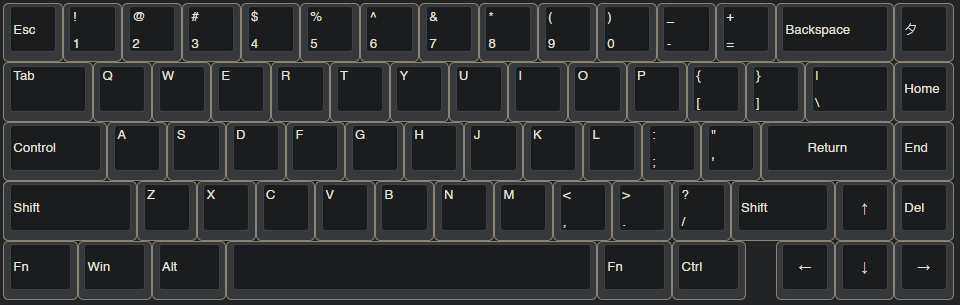 Esc ! 1 @ 2 # 3 $ 4 % 5 ^ 6 & 7 * 8 ( 9 ) 0 _ - + = Backspace 夕
Tab Q W E R T Y U I O P { [ } ] | \ Home
Control A S D F G H J K L : ; " ' Return End
Shift Z X C V B N M < , > . ? / Shift ↑ Del
Fn Win Alt Fn Ctrl ← ↓ →